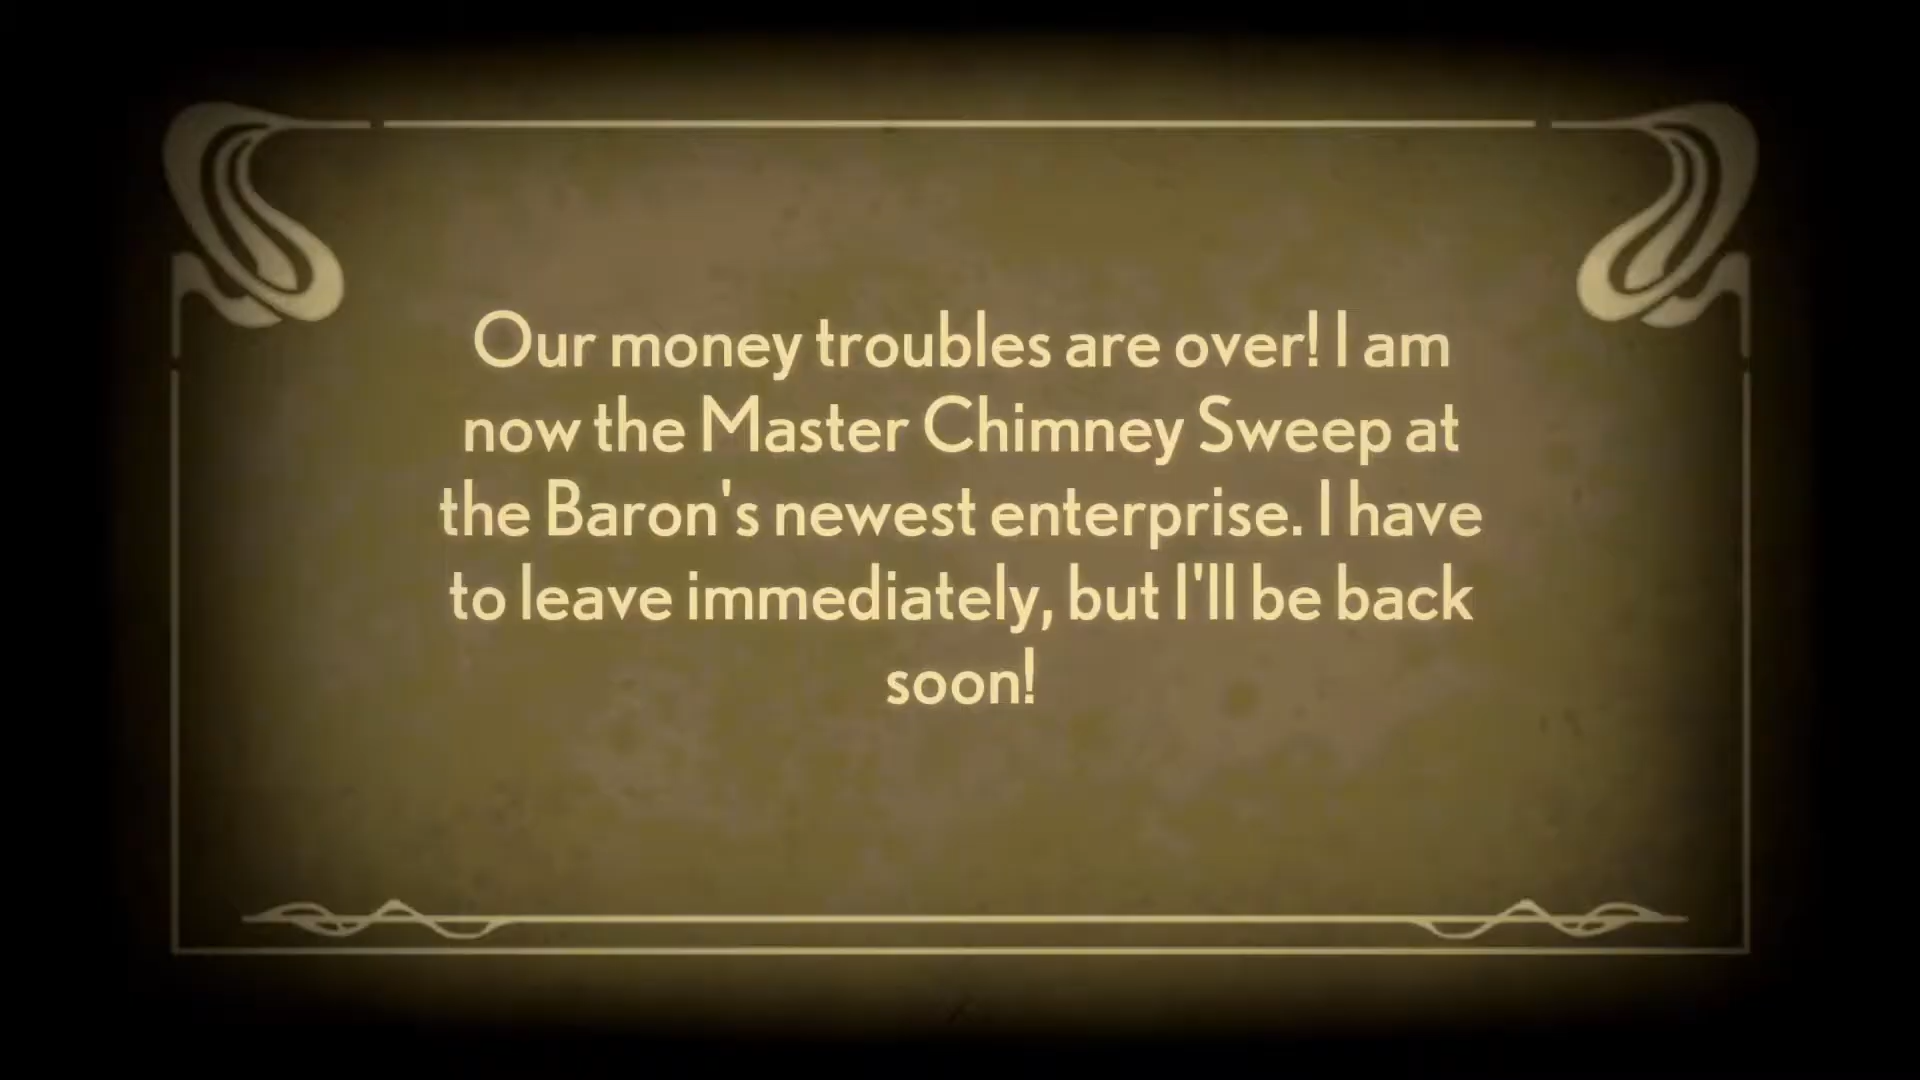 Our money troubles are over! I am
now the Master Chimney Sweep at
the Baron's newest enterprise. I have
to leave immediately, but I'll be back
soon!